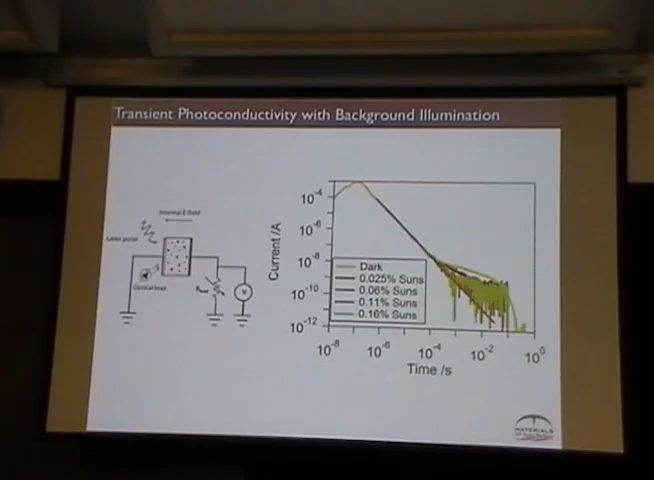 Transient Photoconductivity with Background Illumination
Internal E-field
Laser pulse
Optical bias
V
Current /A
10⁻⁴
10⁻⁶
10⁻⁸
10⁻¹⁰
10⁻¹²
Dark
0.025% Suns
0.06% Suns
0.11% Suns
0.16% Suns
10⁻⁸
10⁻⁶
10⁻⁴
10⁻²
10⁰
Time /s
MATERIALS